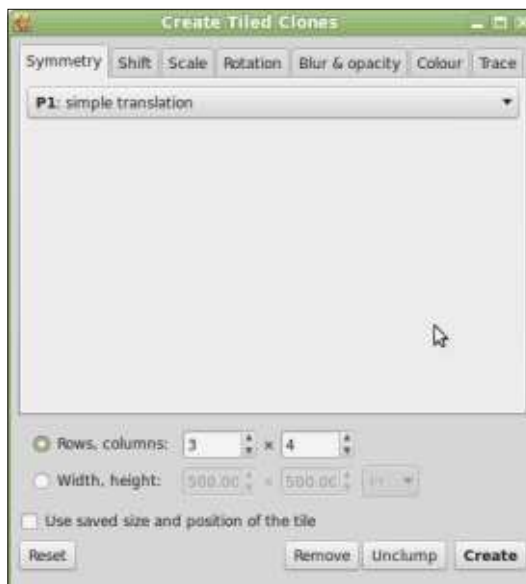 Create Tiled Clones
Symmetry Shift Scale Rotation Blur & opacity Colour Trace
P1: simple translation
Rows, columns: 3 × 4
Width, height: 500.00 × 500.00
Use saved size and position of the tile
Reset Remove Unclump Create